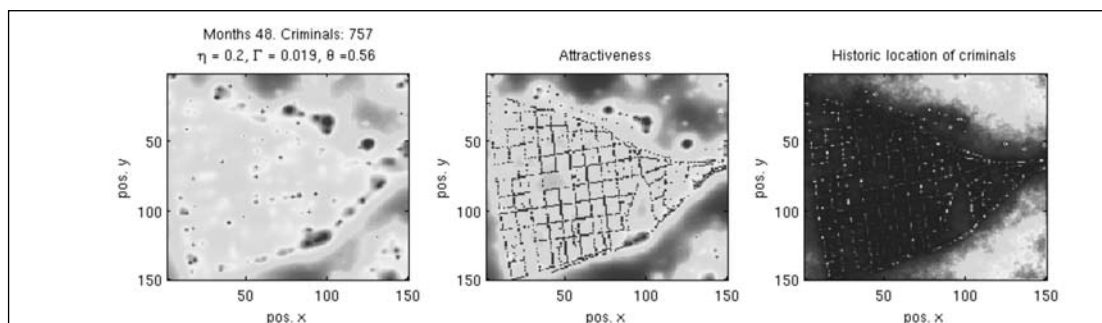 Months 48. Criminals: 757
η = 0.2, Γ = 0.019, θ =0.56
50
100
150
50
100
150
pos. y
pos. x
Attractiveness
50
100
150
50
100
150
pos. y
pos. x
Historic location of criminals
50
100
150
50
100
150
pos. y
pos. x